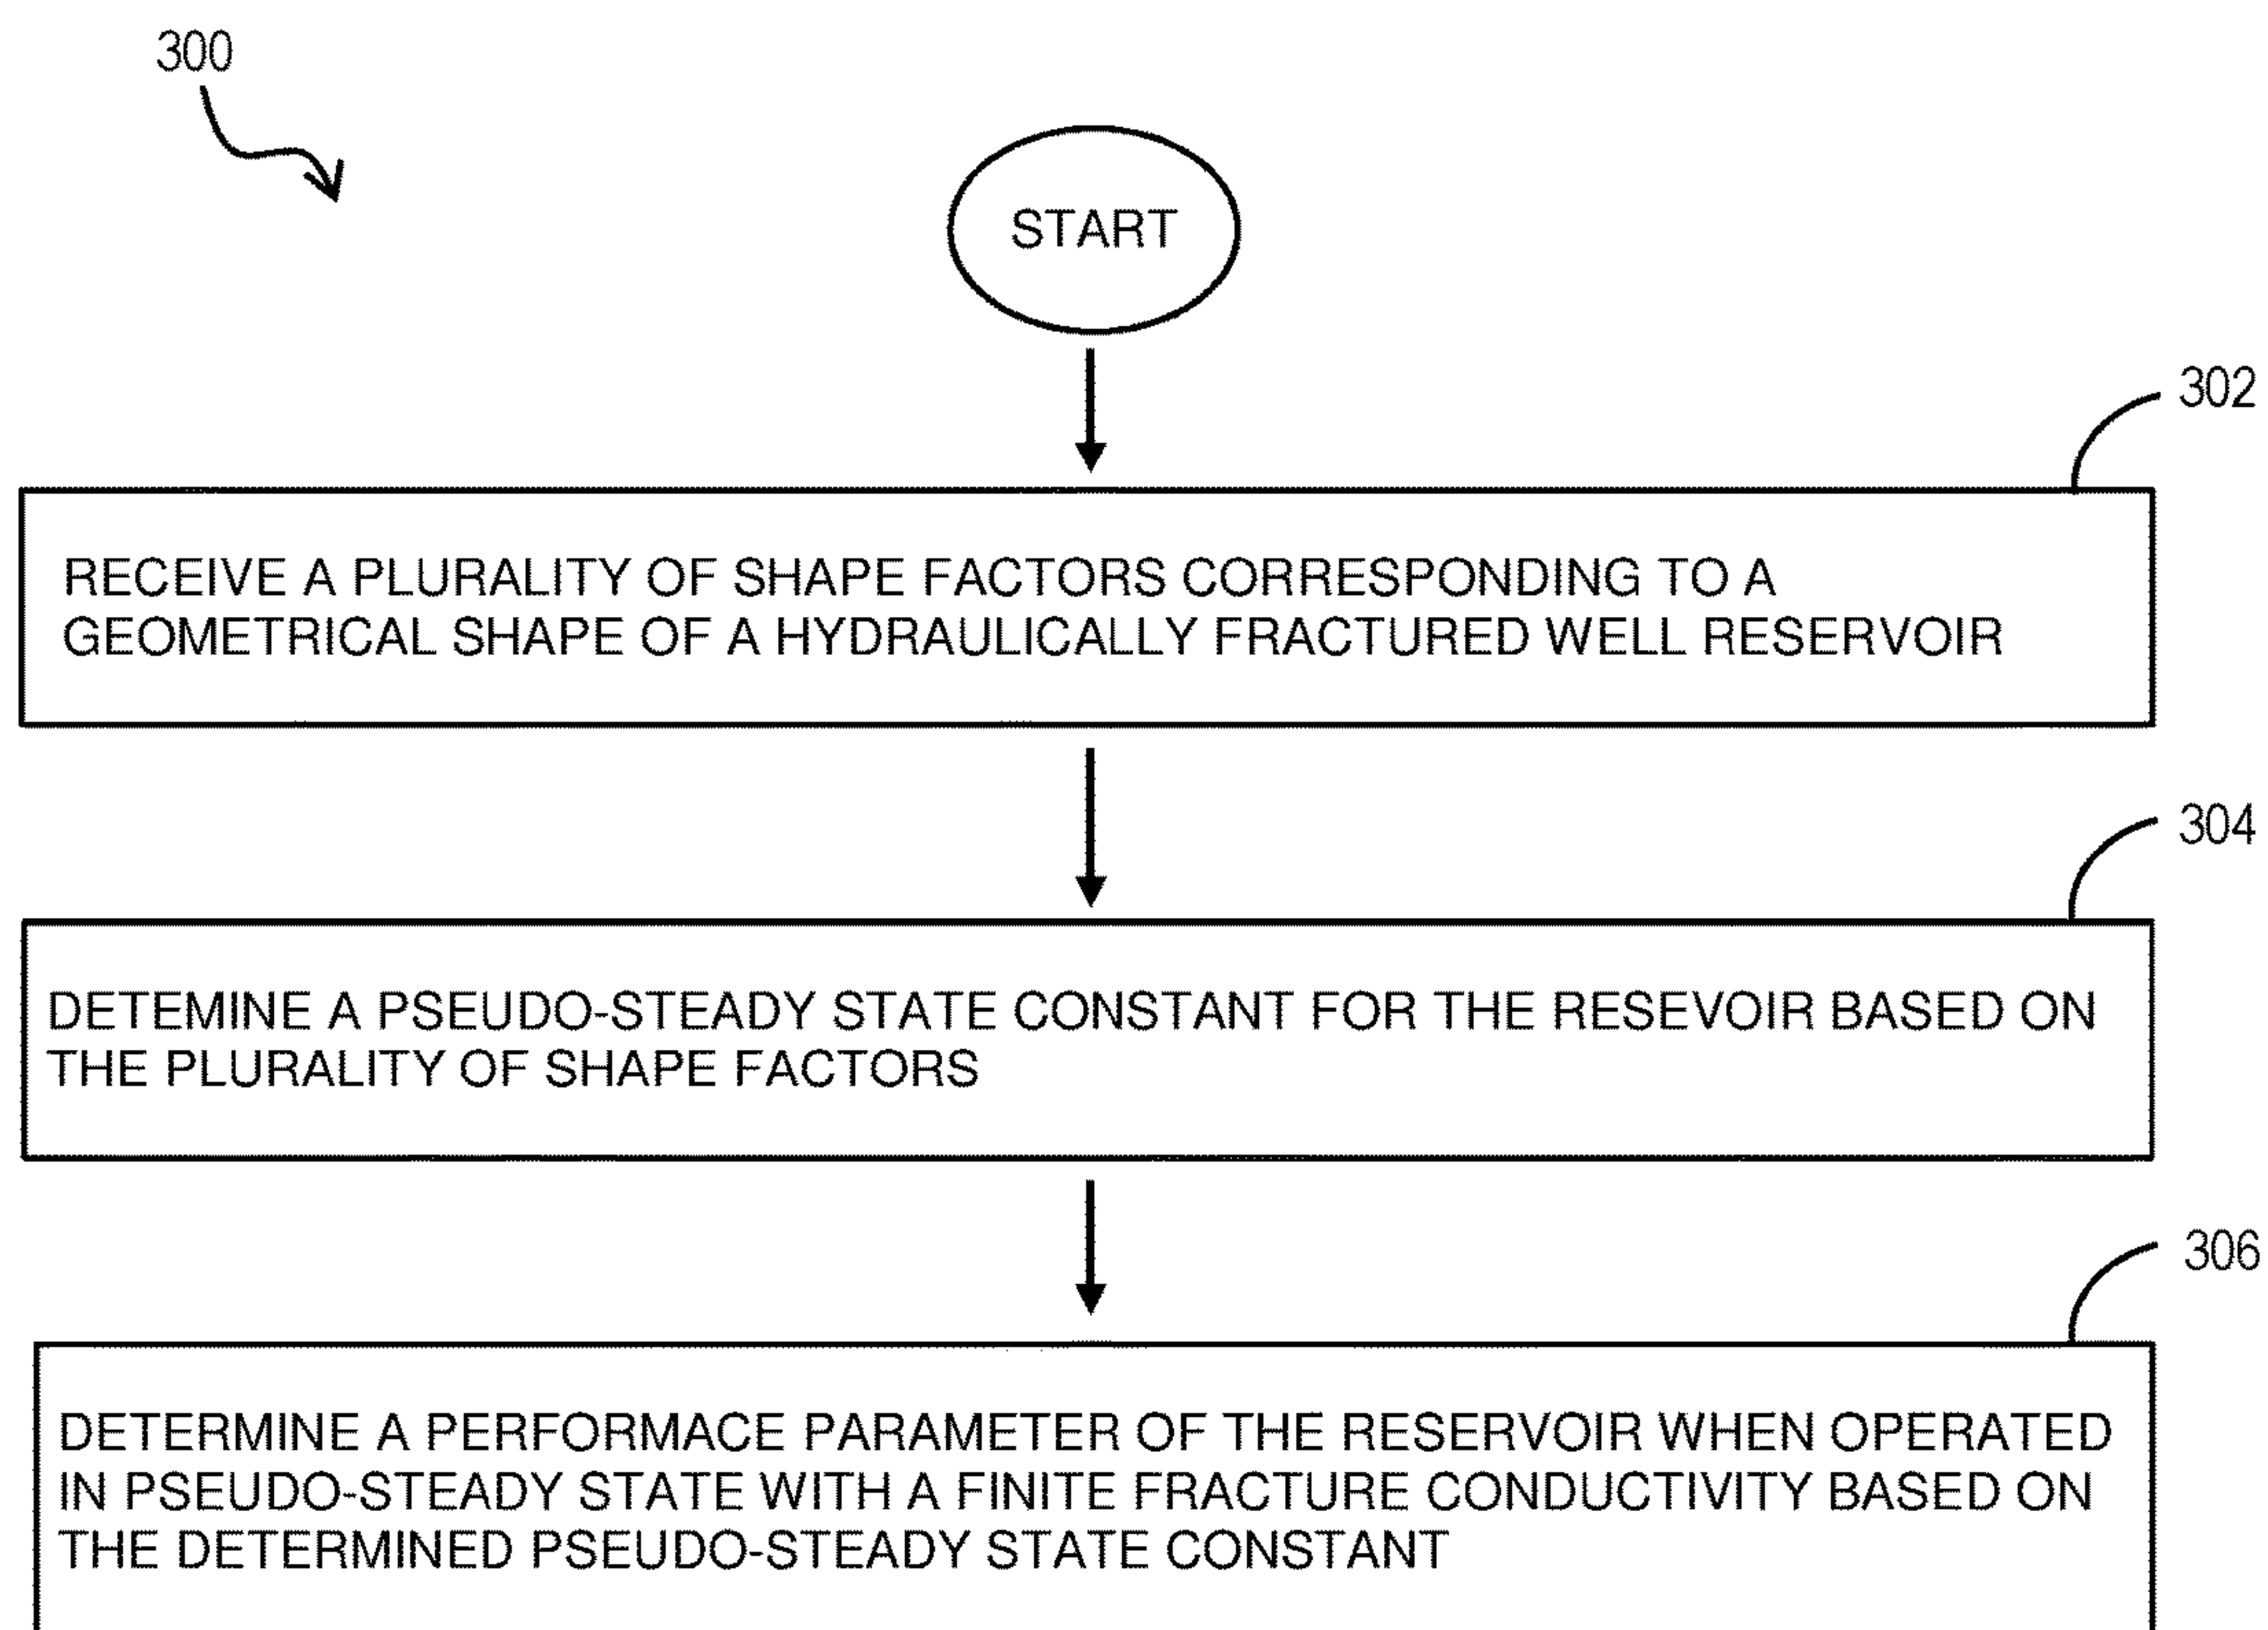 300
START
302
RECEIVE A PLURALITY OF SHAPE FACTORS CORRESPONDING TO A
GEOMETRICAL SHAPE OF A HYDRAULICALLY FRACTURED WELL RESERVOIR
304
DETEMINE A PSEUDO-STEADY STATE CONSTANT FOR THE RESEVOIR BASED ON
THE PLURALITY OF SHAPE FACTORS
306
DETERMINE A PERFORMACE PARAMETER OF THE RESERVOIR WHEN OPERATED
IN PSEUDO-STEADY STATE WITH A FINITE FRACTURE CONDUCTIVITY BASED ON
THE DETERMINED PSEUDO-STEADY STATE CONSTANT